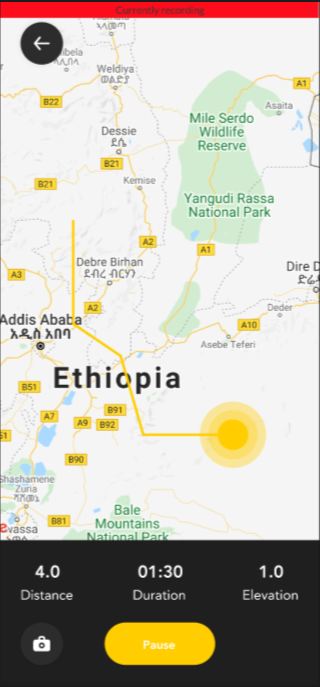 Currently recording
Weldiya
ወልድያ
B22
A1
Asaita
Mile Serdo
Wildlife
Reserve
Dessie
ደሴ
B21
B21
Kemise
Yangudi Rassa
National Park
A2
A1
Debre Birhan
ደብረ ብርሃን
Dire D
A3
A2
Deder
Addis Ababa
አዲስ አበባ
A10
Asebe Teferi
Ethiopia
B51
B91
A7
A9
B92
51
B90
Shashamene
Zuria
B81
Bale
Mountains
National Park
vassa
4.0
01:30
1.0
Distance
Duration
Elevation
Pause